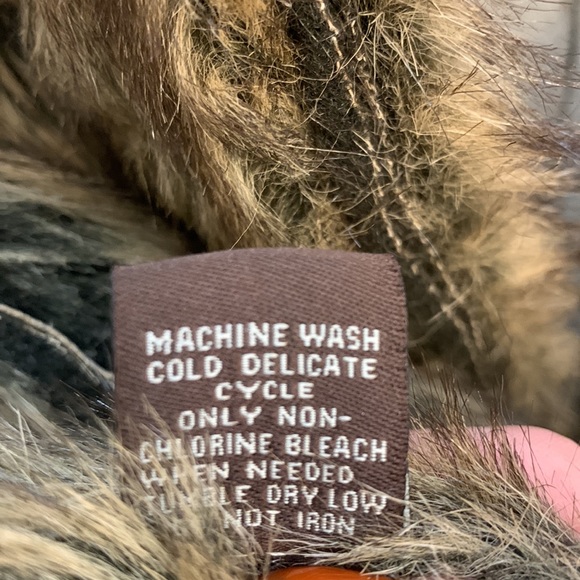 MACHINE WASH
COLD DELICATE
CYCLE
ONLY NON-
CHLORINE BLEACH
WHEN NEEDED
TUMBLE DRY LOW
NOT IRON